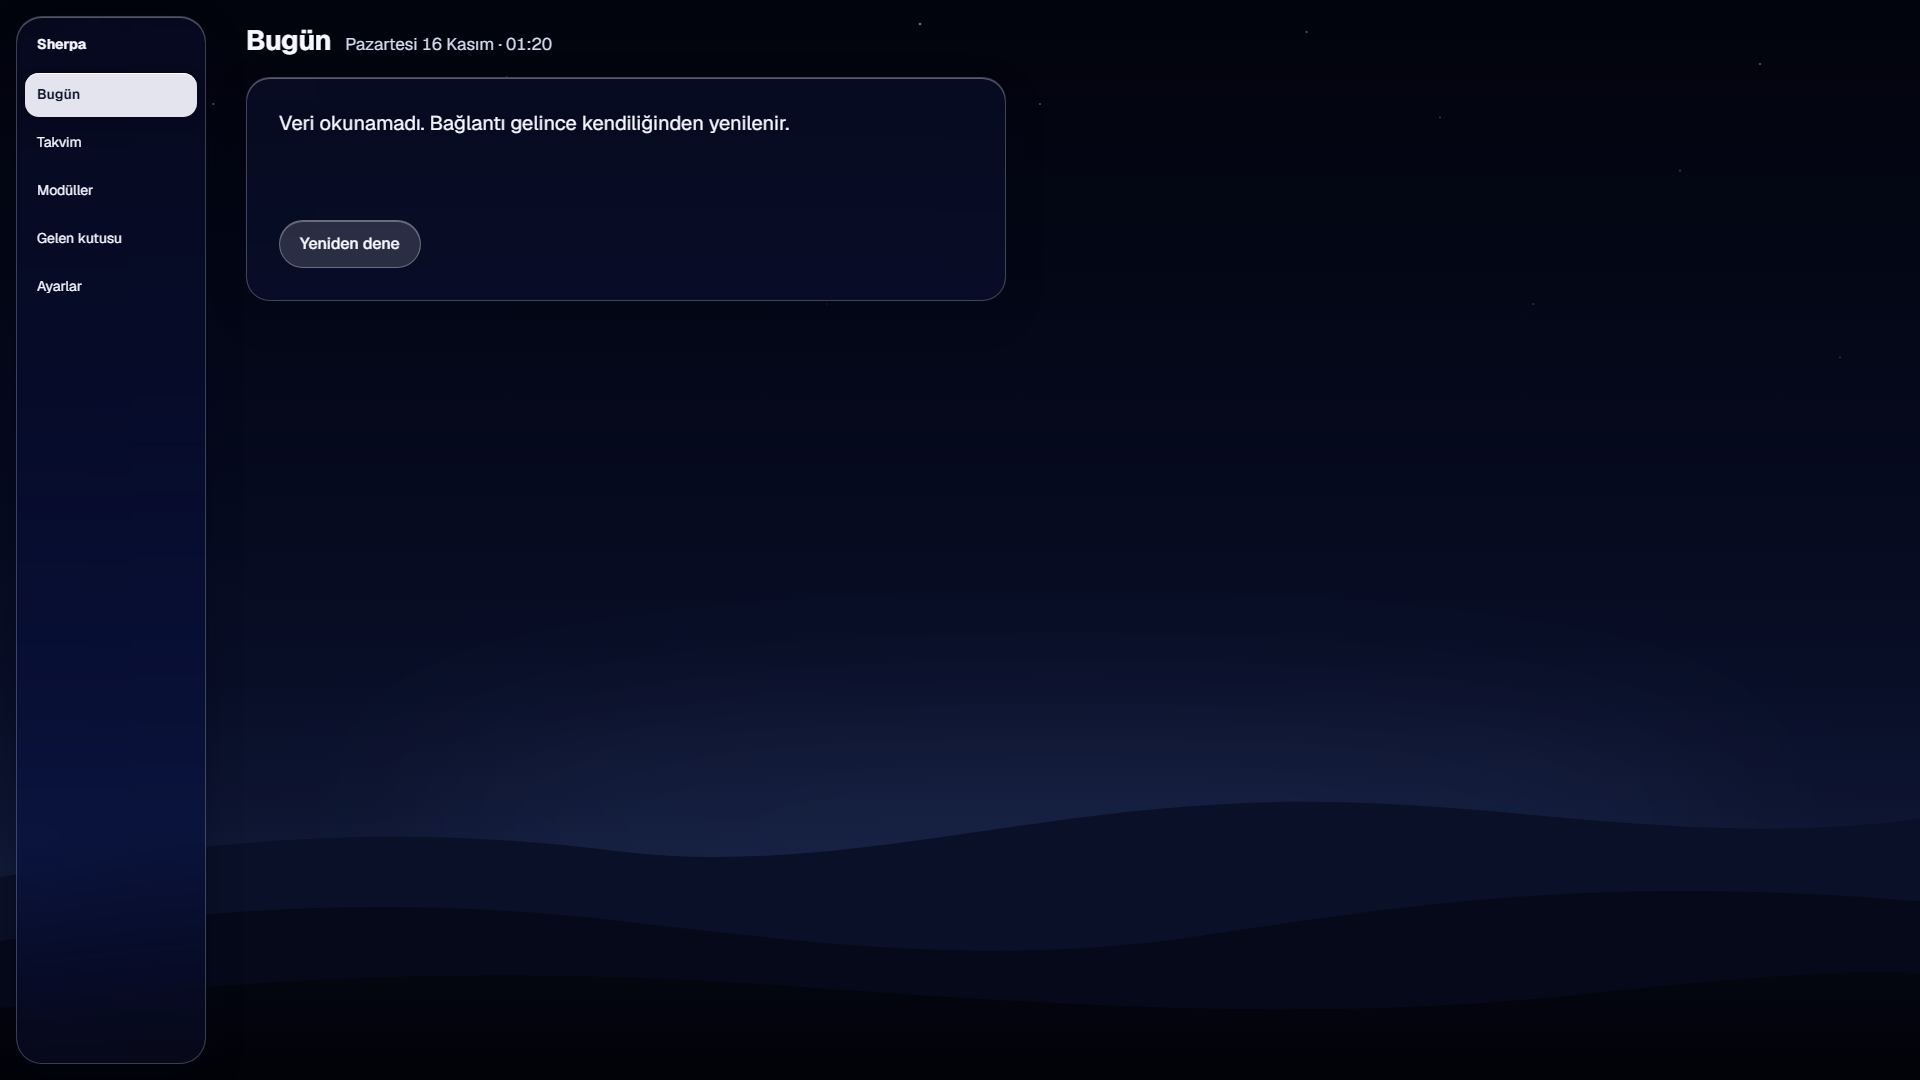 Sherpa
Bugün
Takvim
Modüller
Gelen kutusu
Ayarlar
Bugün Pazartesi 16 Kasım · 01:20
Veri okunamadı. Bağlantı gelince kendiliğinden yenilenir.
Yeniden dene